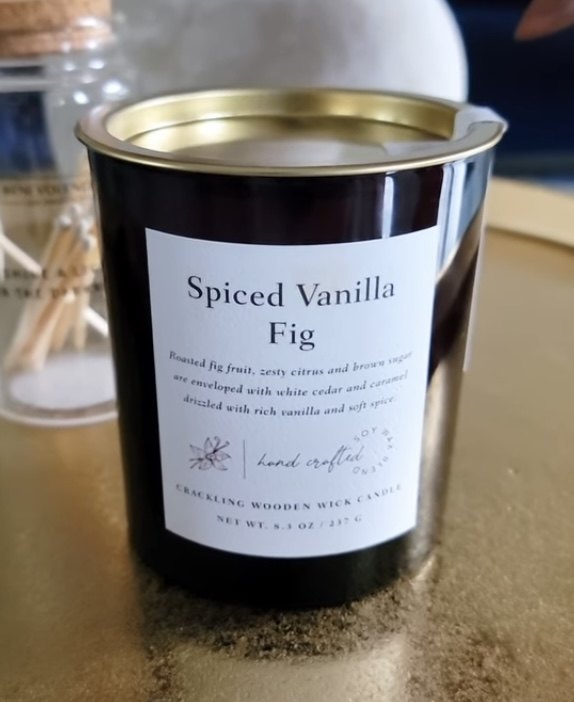 Spiced Vanilla
Fig
Roasted fig fruit, zesty citrus and brown sugar
are enveloped with white cedar and caramel
drizzled with rich vanilla and soft spice.
hand crafted
SOY WAX BLEND
CRACKLING WOODEN WICK CANDLE
NET WT. 8.3 OZ / 237 G